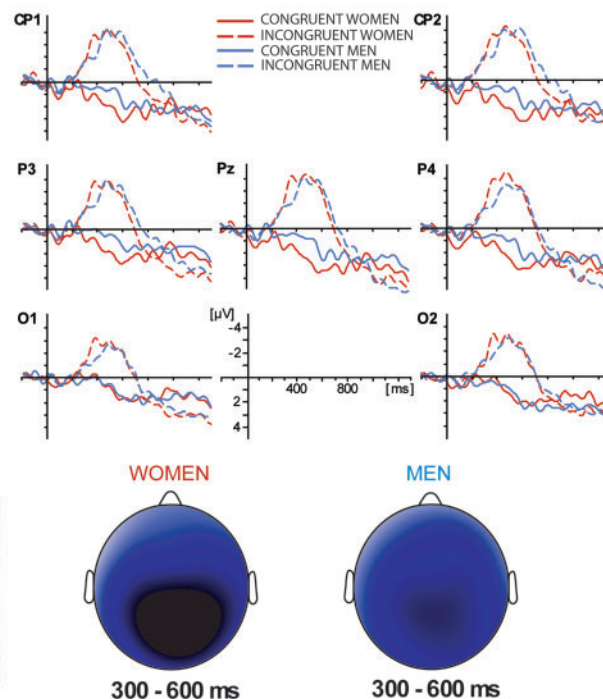 CP1
CONGRUENT WOMEN
INCONGRUENT WOMEN
CONGRUENT MEN
INCONGRUENT MEN
CP2
P3
Pz
P4
O1
[µV]
-4
-2
400
800
[ms]
2
4
O2
WOMEN
MEN
300 - 600 ms
300 - 600 ms